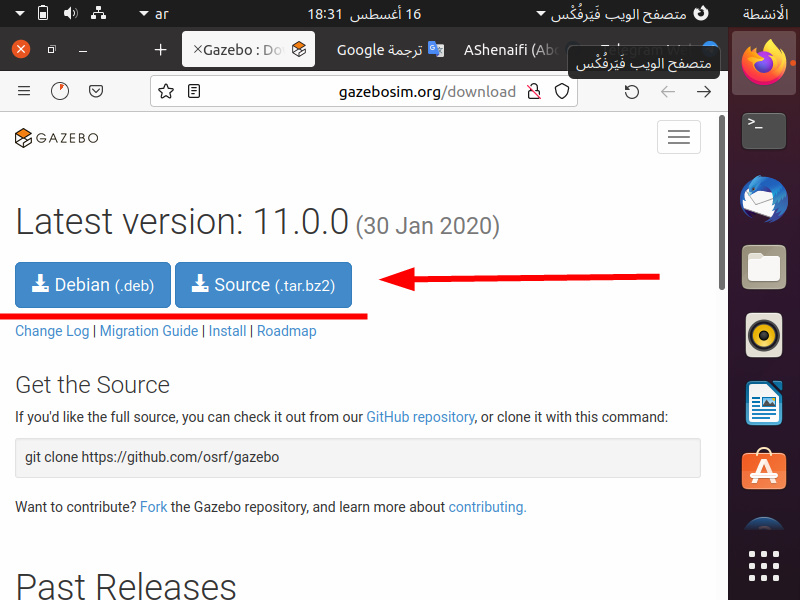 الأنشطة
متصفح الويب فَيَرفُكْس
16 أغسطس 18:31
ar
Gazebo : Do
ترجمة Google
AShenaifi (Ab
متصفح الويب فَيَرفُكْس
gazebosim.org/download
GAZEBO
Latest version: 11.0.0 (30 Jan 2020)
Debian (.deb) Source (.tar.bz2)
Change Log | Migration Guide | Install | Roadmap
Get the Source
If you'd like the full source, you can check it out from our GitHub repository, or clone it with this command:
git clone https://github.com/osrf/gazebo
Want to contribute? Fork the Gazebo repository, and learn more about contributing.
Past Releases